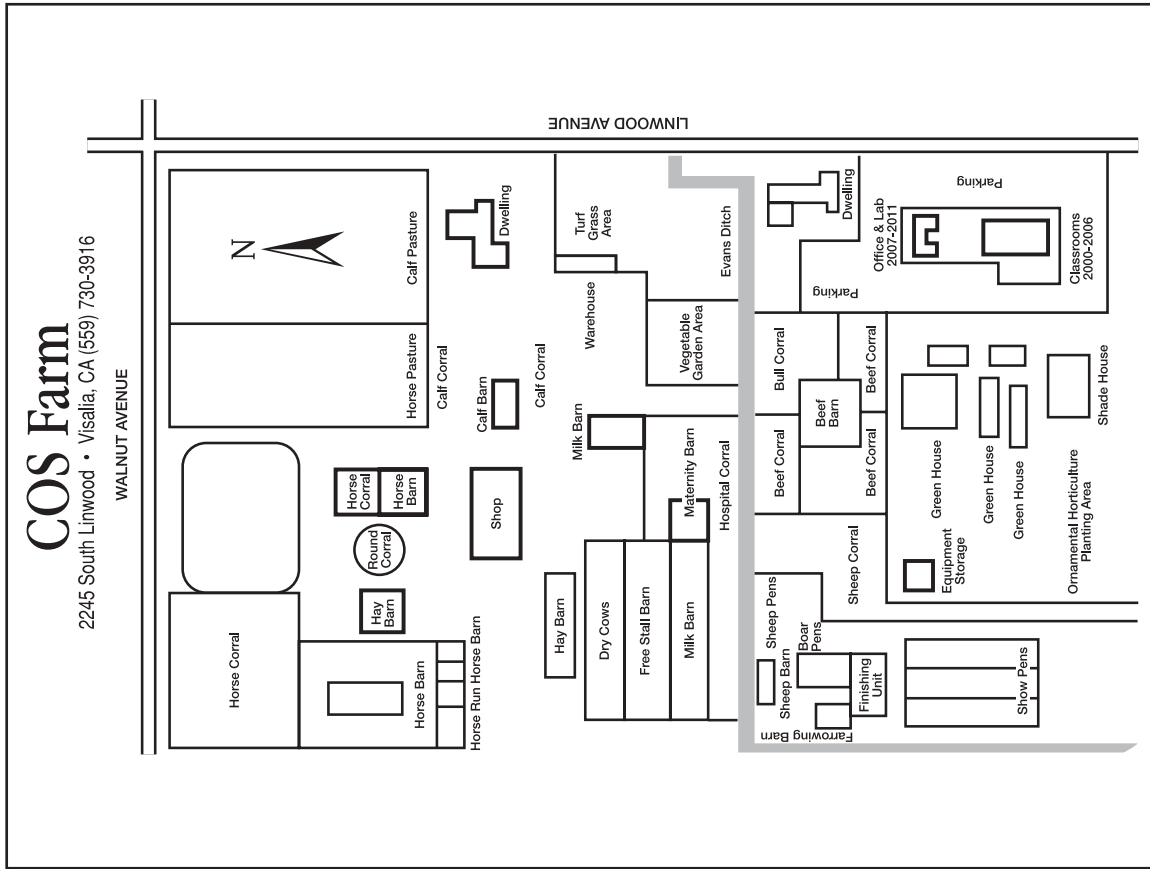 COS Farm
2245 South Linwood • Visalia, CA (559) 730-3916
WALNUT AVENUE
LINWOOD AVENUE
N
Horse Corral
Horse Pasture
Calf Pasture
Horse
Corral
Horse
Barn
Round
Corral
Hay
Barn
Horse Barn
Horse Run Horse Barn
Calf Corral
Calf Barn
Calf Corral
Dwelling
Shop
Turf
Grass
Area
Warehouse
Milk Barn
Hay Barn
Dry Cows
Free Stall Barn
Milk Barn
Maternity Barn
Hospital Corral
Vegetable
Garden Area
Evans Ditch
Dwelling
Parking
Parking
Office & Lab
2007-2011
Classrooms
2000-2006
Bull Corral
Beef Corral
Beef
Barn
Beef Corral
Beef Corral
Sheep Pens
Sheep Barn
Sheep Corral
Boar
Pens
Farrowing Barn
Finishing
Unit
Show Pens
Equipment
Storage
Green House
Green House
Green House
Shade House
Ornamental Horticulture
Planting Area